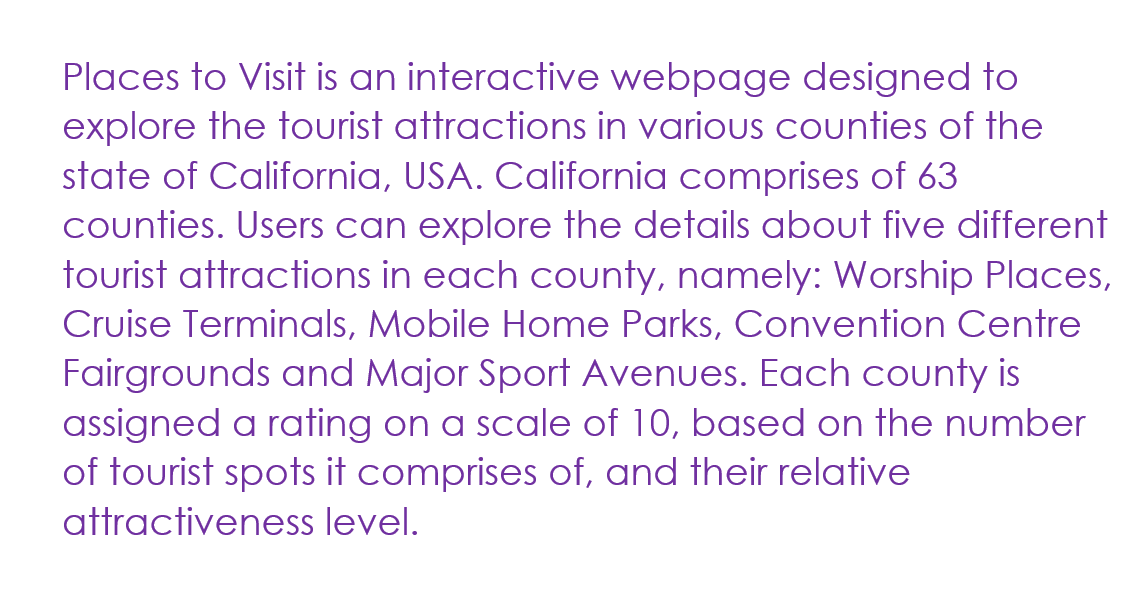 Places to Visit is an interactive webpage designed to
explore the tourist attractions in various counties of the
state of California, USA. California comprises of 63
counties. Users can explore the details about five different
tourist attractions in each county, namely: Worship Places,
Cruise Terminals, Mobile Home Parks, Convention Centre
Fairgrounds and Major Sport Avenues. Each county is
assigned a rating on a scale of 10, based on the number
of tourist spots it comprises of, and their relative
attractiveness level.